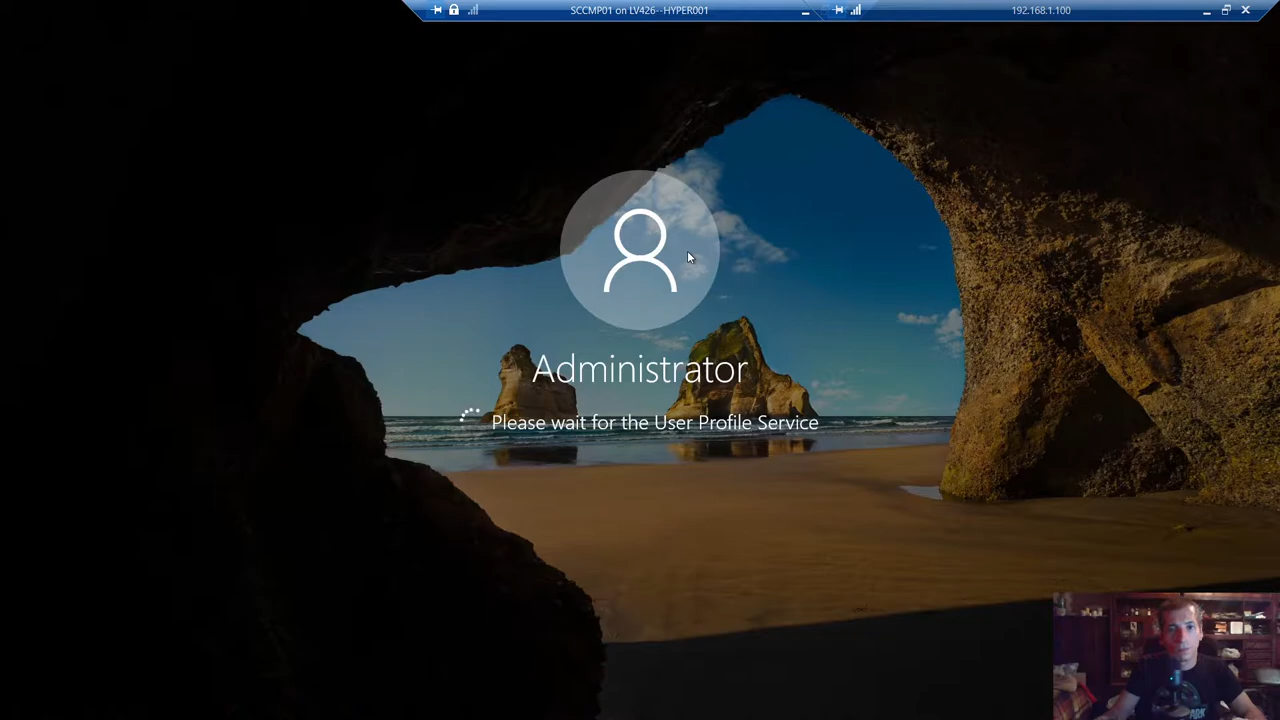 SCCMP01 on LV426--HYPER001
192.168.1.100
Administrator
Please wait for the User Profile Service